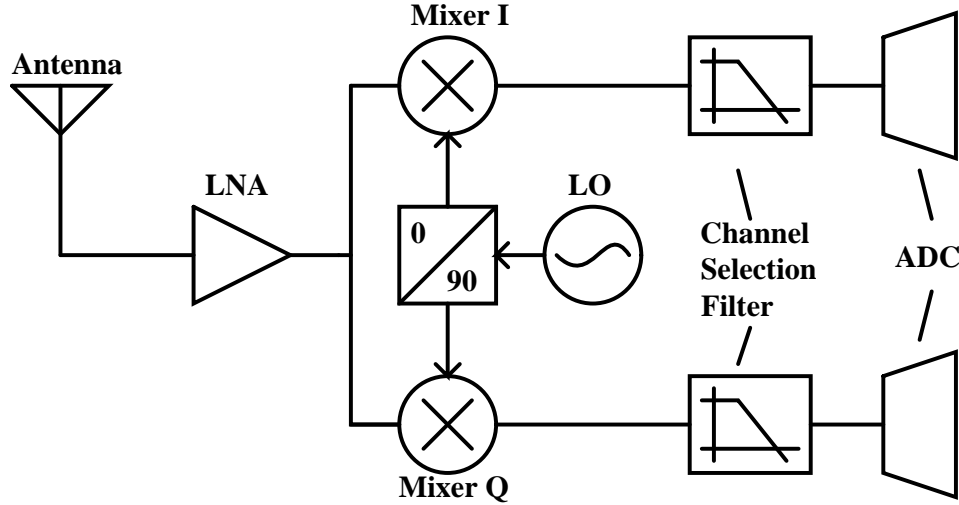 Mixer I
Antenna
LNA
LO
0
90
Channel
Selection
Filter
ADC
Mixer Q